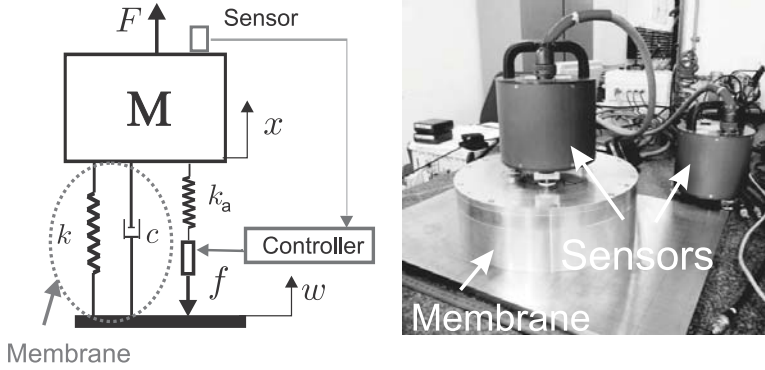 F
Sensor
M
x
k
c
kₐ
Controller
f
w
Membrane
Sensors
Membrane